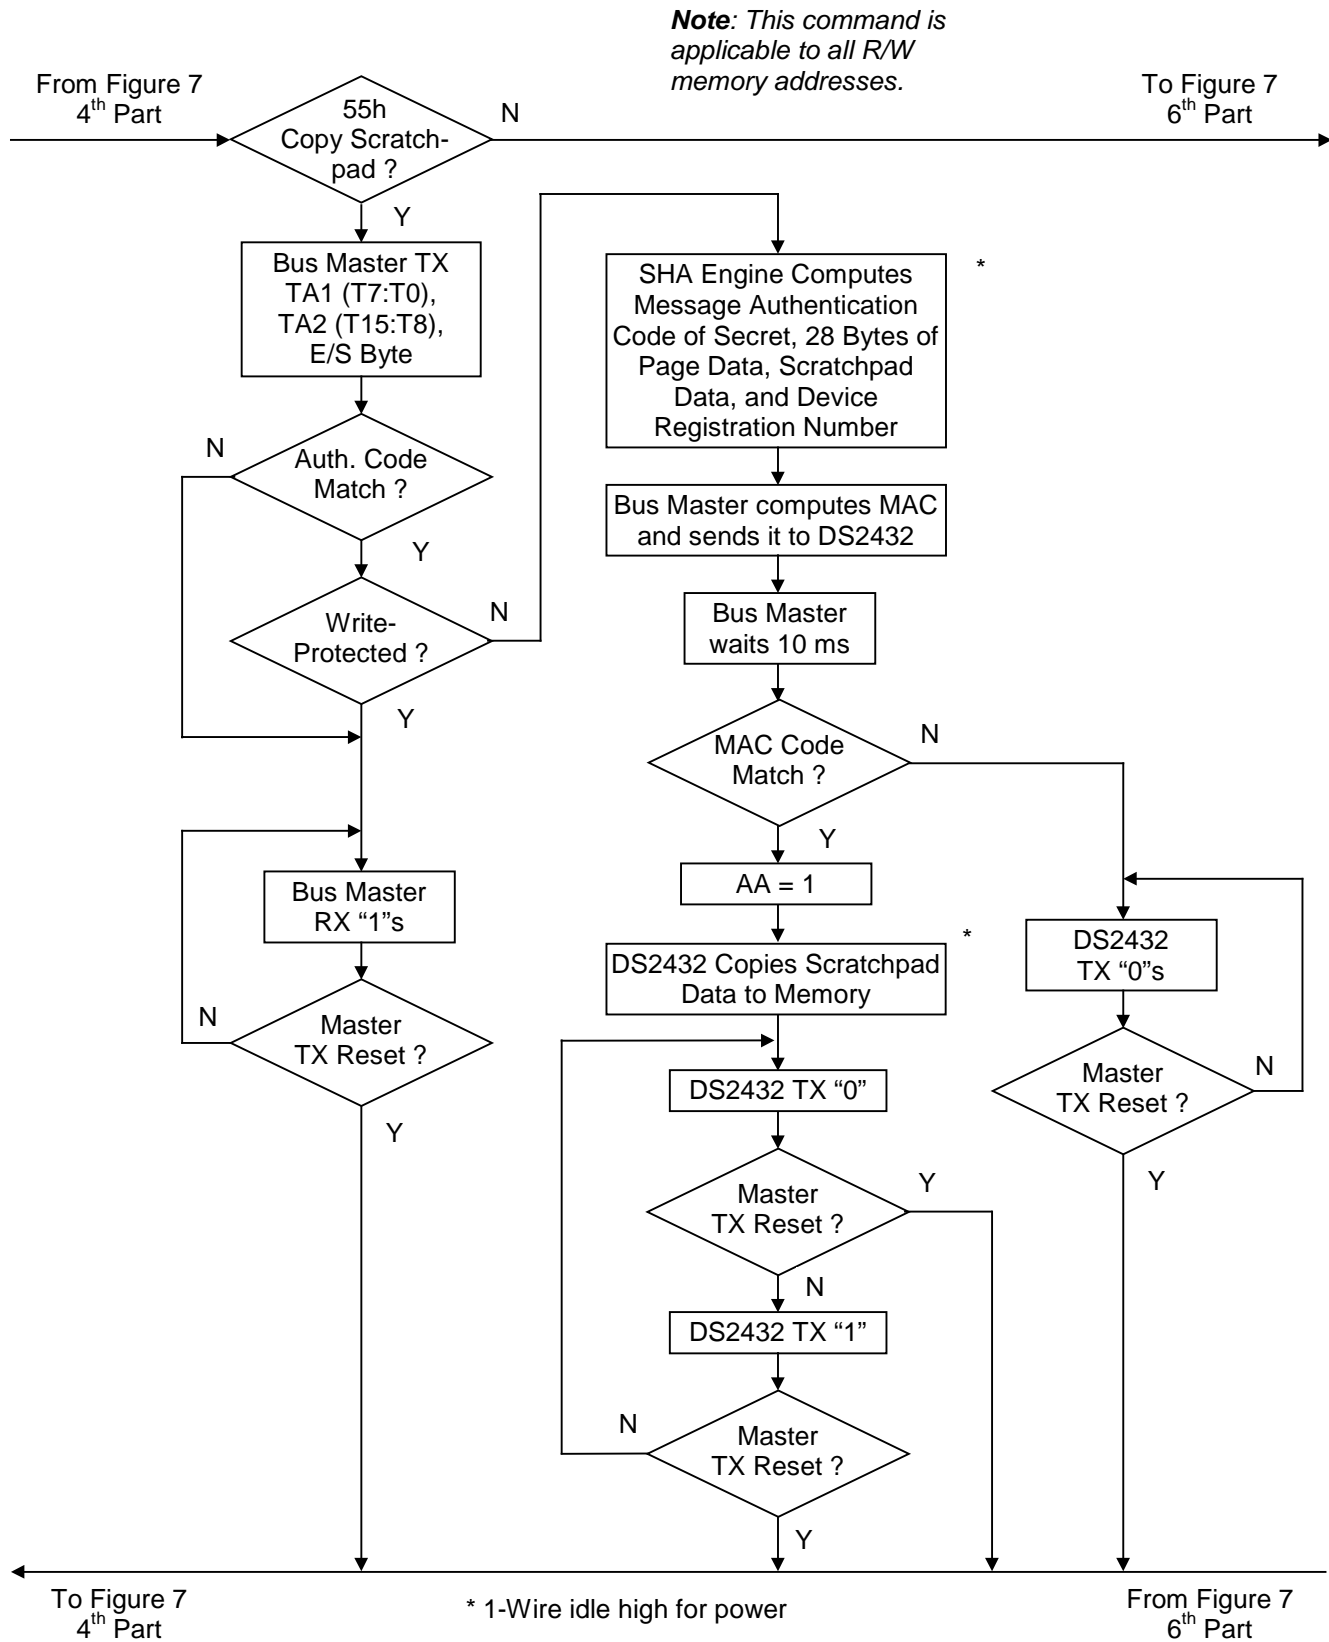 Note: This command is
applicable to all R/W
memory addresses.
From Figure 7
4th Part
To Figure 7
6th Part
55h
Copy Scratch-
pad ?
N
Y
Bus Master TX
TA1 (T7:T0),
TA2 (T15:T8),
E/S Byte
Auth. Code
Match ?
N
Y
Write-
Protected ?
N
Y
Bus Master
RX “1”s
Master
TX Reset ?
N
Y
SHA Engine Computes
Message Authentication
Code of Secret, 28 Bytes of
Page Data, Scratchpad
Data, and Device
Registration Number
*
Bus Master computes MAC
and sends it to DS2432
Bus Master
waits 10 ms
MAC Code
Match ?
N
Y
AA = 1
DS2432 Copies Scratchpad
Data to Memory
*
DS2432 TX “0”
Master
TX Reset ?
Y
N
DS2432 TX “1”
Master
TX Reset ?
N
Y
DS2432
TX “0”s
Master
TX Reset ?
N
Y
To Figure 7
4th Part
* 1-Wire idle high for power
From Figure 7
6th Part